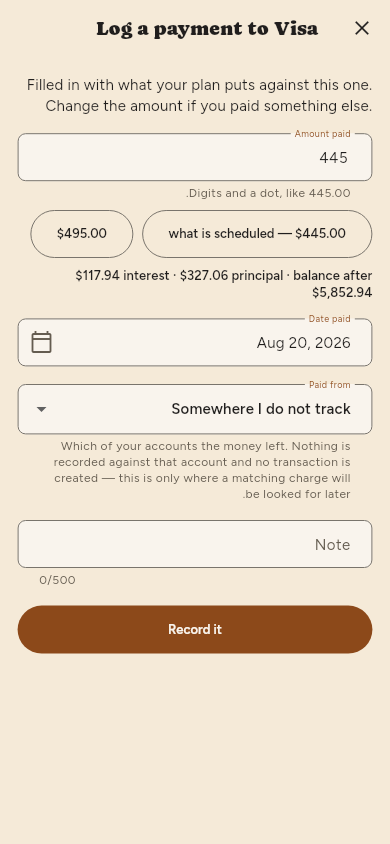 Log a payment to Visa
Filled in with what your plan puts against this one.
Change the amount if you paid something else.
Amount paid
445
.Digits and a dot, like 445.00
$495.00
what is scheduled — $445.00
$117.94 interest · $327.06 principal · balance after
$5,852.94
Date paid
Aug 20, 2026
Paid from
Somewhere I do not track
Which of your accounts the money left. Nothing is
recorded against that account and no transaction is
created — this is only where a matching charge will
.be looked for later
Note
0/500
Record it